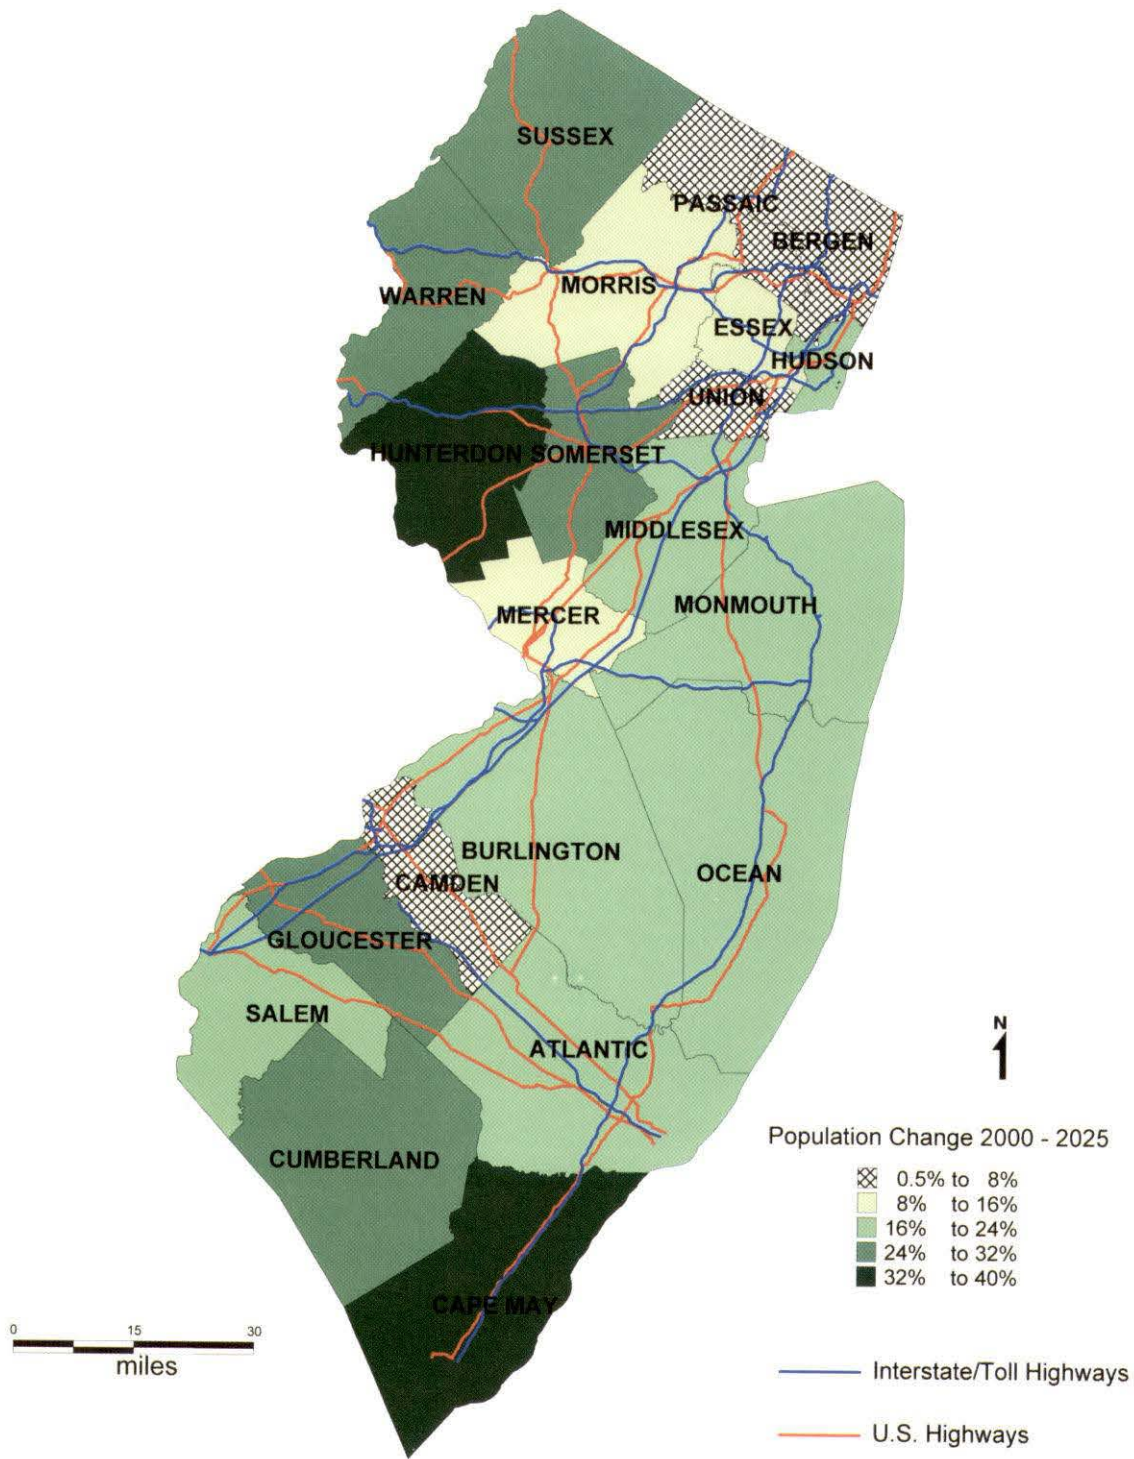 SUSSEX
PASSAIC
BERGEN
WARREN
MORRIS
ESSEX
HUDSON
UNION
HUNTERDON SOMERSET
MIDDLESEX
MERCER
MONMOUTH
BURLINGTON
OCEAN
CAMDEN
GLOUCESTER
SALEM
N
ATLANTIC
Population Change 2000 - 2025
CUMBERLAND
0.5% to 8%
8% to 16%
16% to 24%
24% to 32%
32% to 40%
CAPE MAY
0 15 30
miles
Interstate/Toll Highways
U.S. Highways